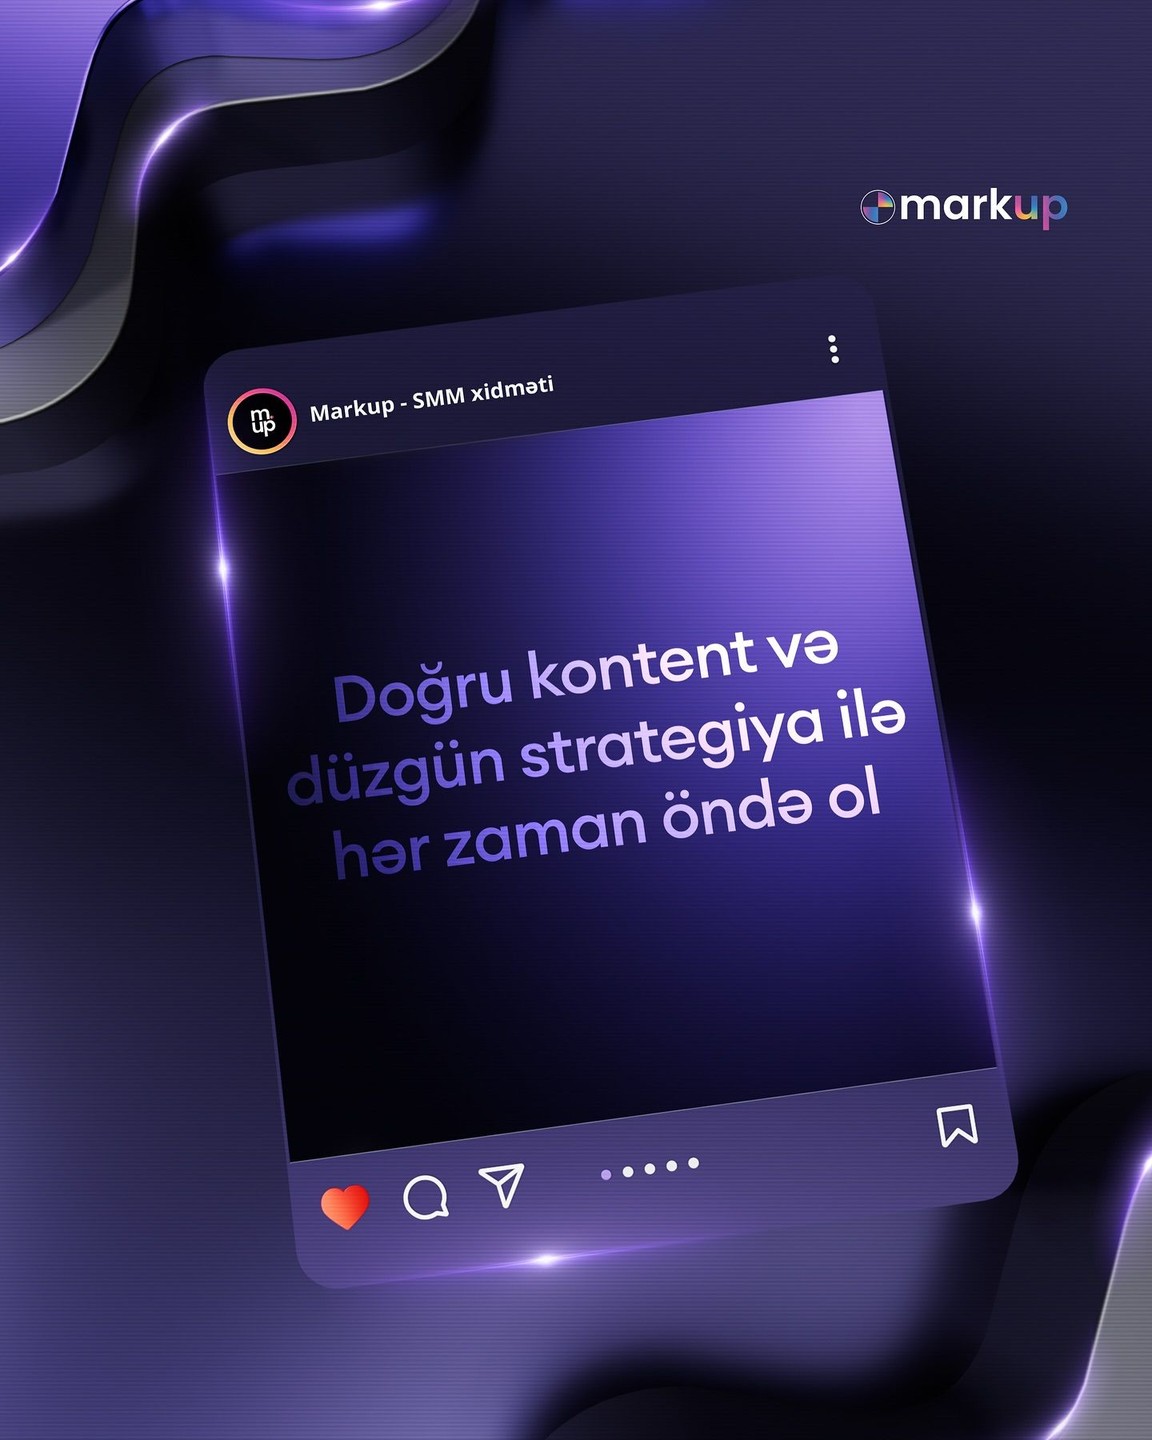 markup
m.
up
Markup - SMM xidməti
Doğru kontent və
düzgün strategiya ilə
hər zaman öndə ol